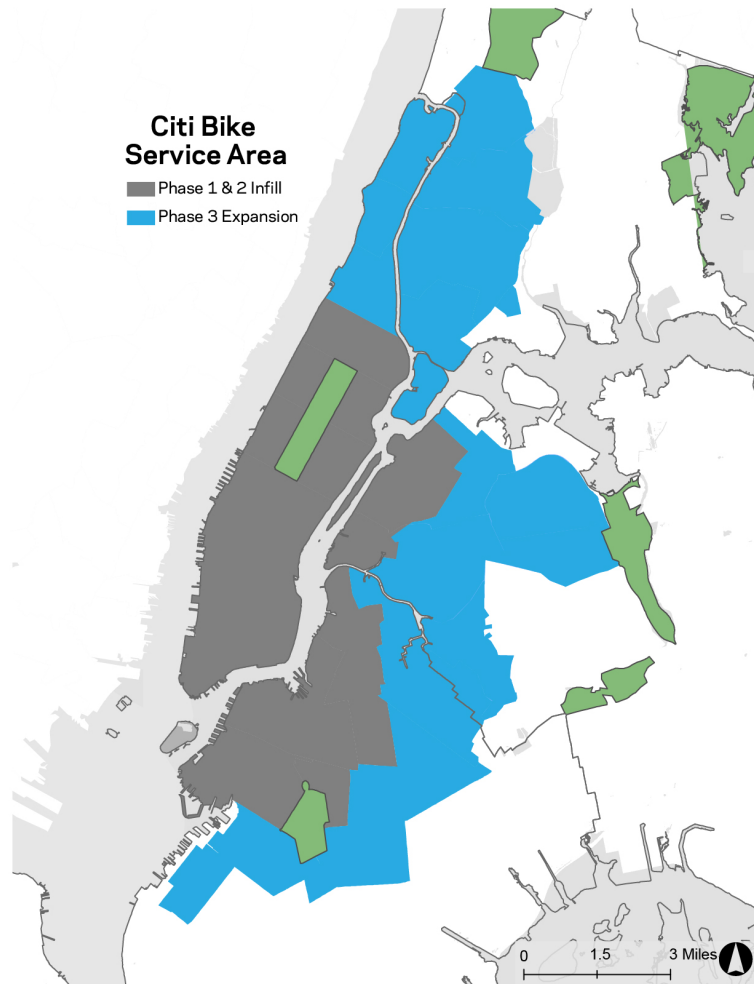 Citi Bike
Service Area
Phase 1 & 2 Infill
Phase 3 Expansion
0 1.5 3 Miles